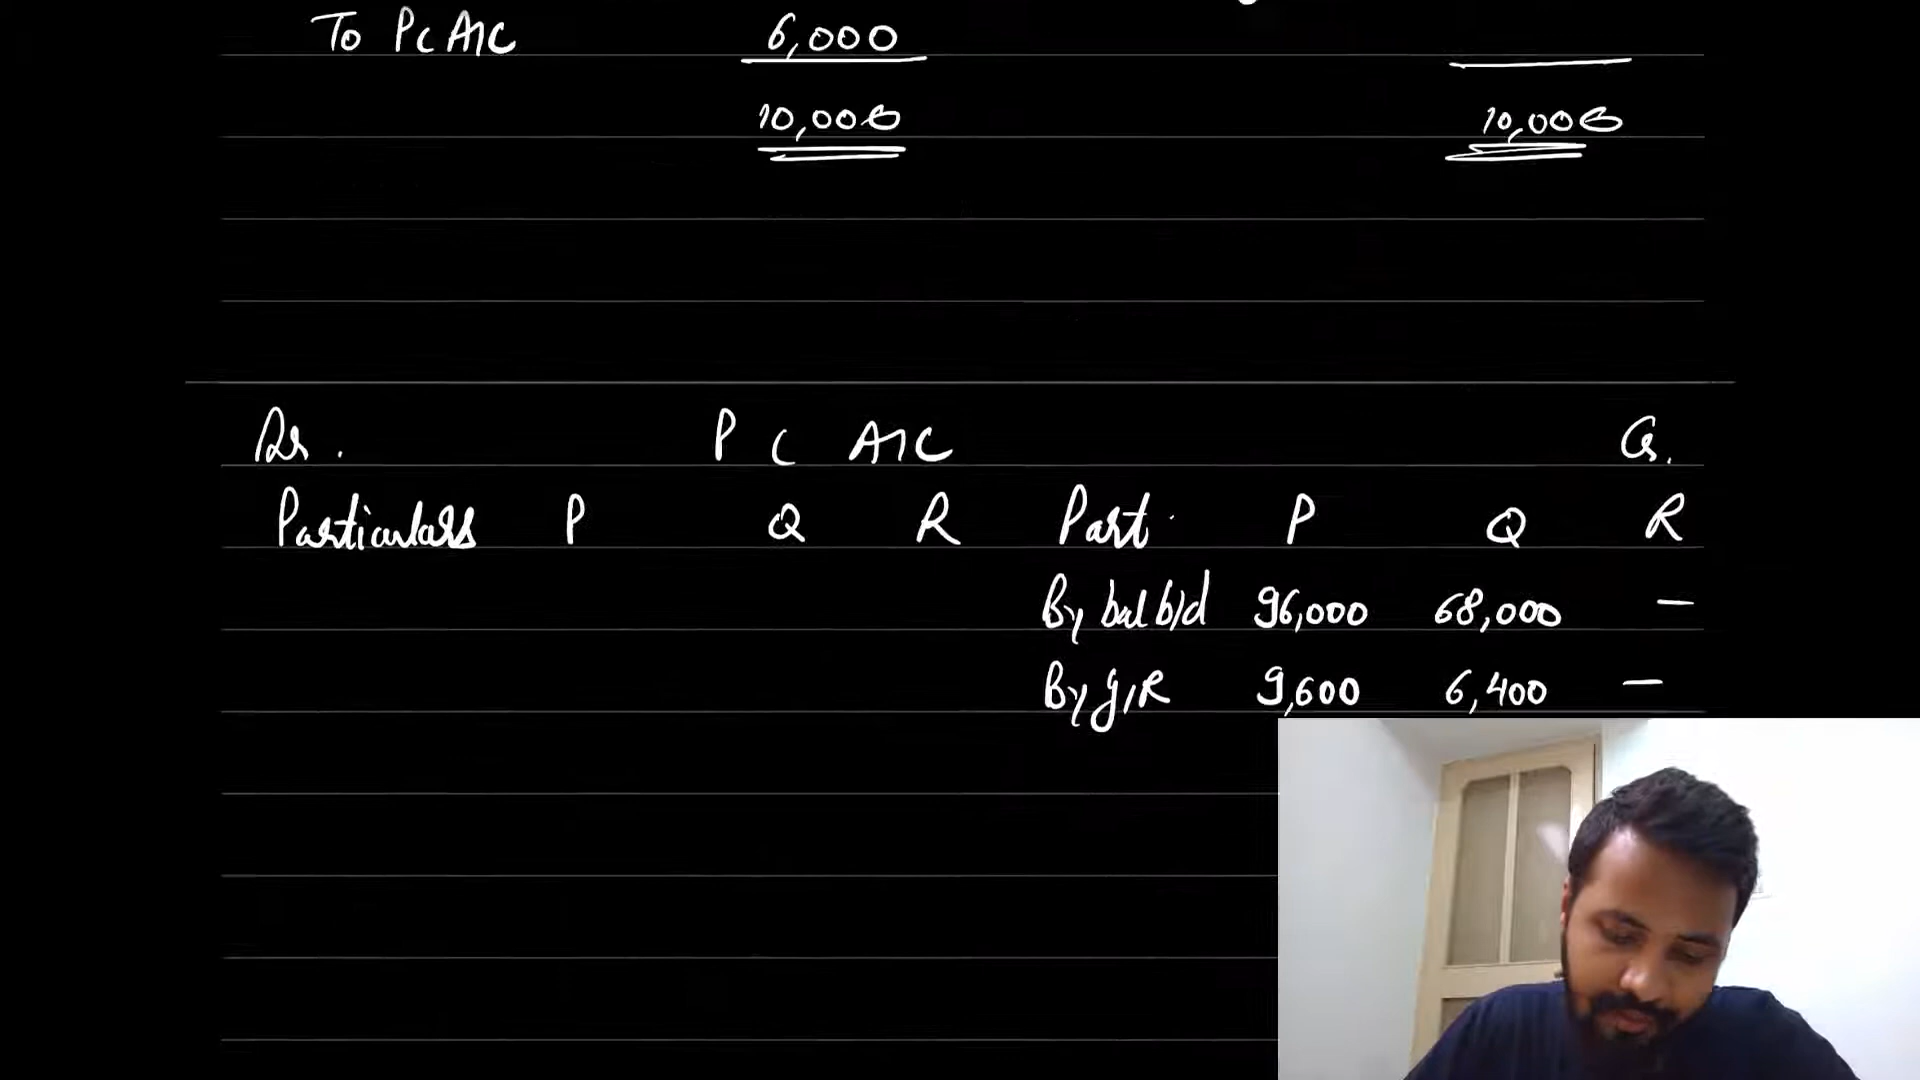 To PC A/C 6,000
10,000 10,000
Dr. P C A/C Cr.
Particulars P Q R Part. P Q R
By bal b/d 96,000 68,000 —
By g/R 9,600 6,400 —